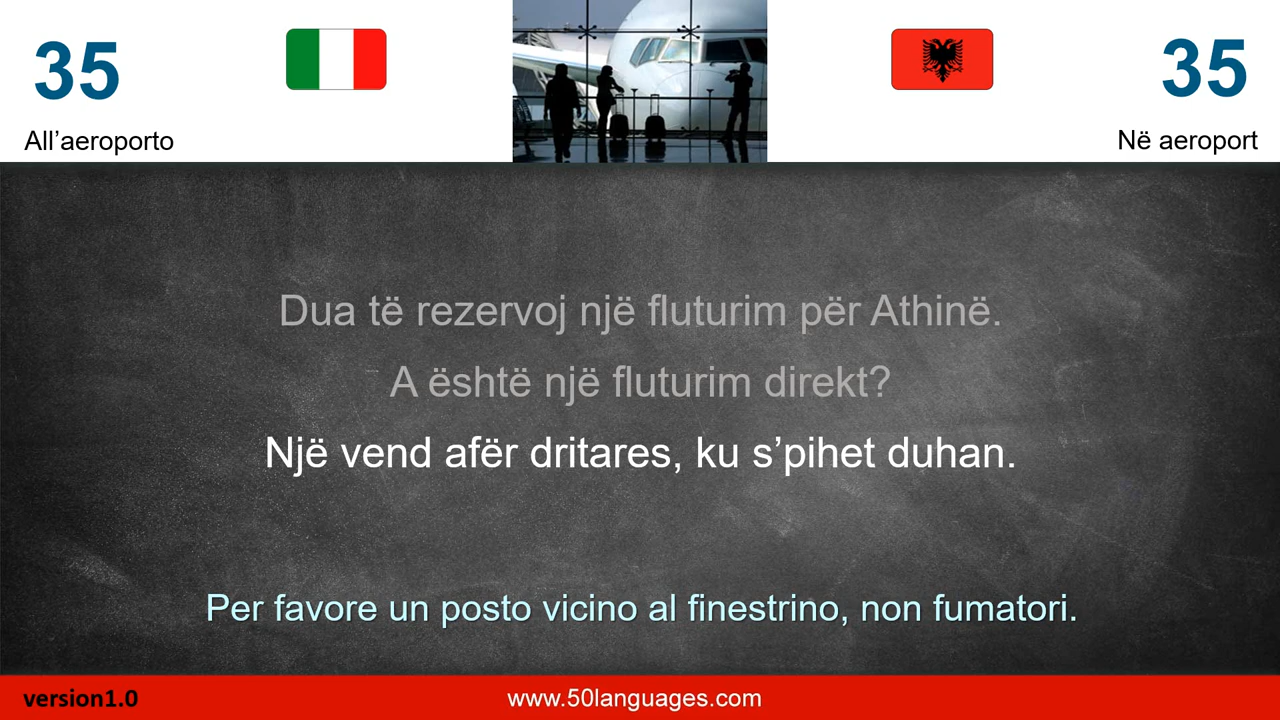 35
35
All’aeroporto
Në aeroport
Dua të rezervoj një fluturim për Athinë.
A është një fluturim direkt?
Një vend afër dritares, ku s’pihet duhan.
Per favore un posto vicino al finestrino, non fumatori.
version1.0
www.50languages.com